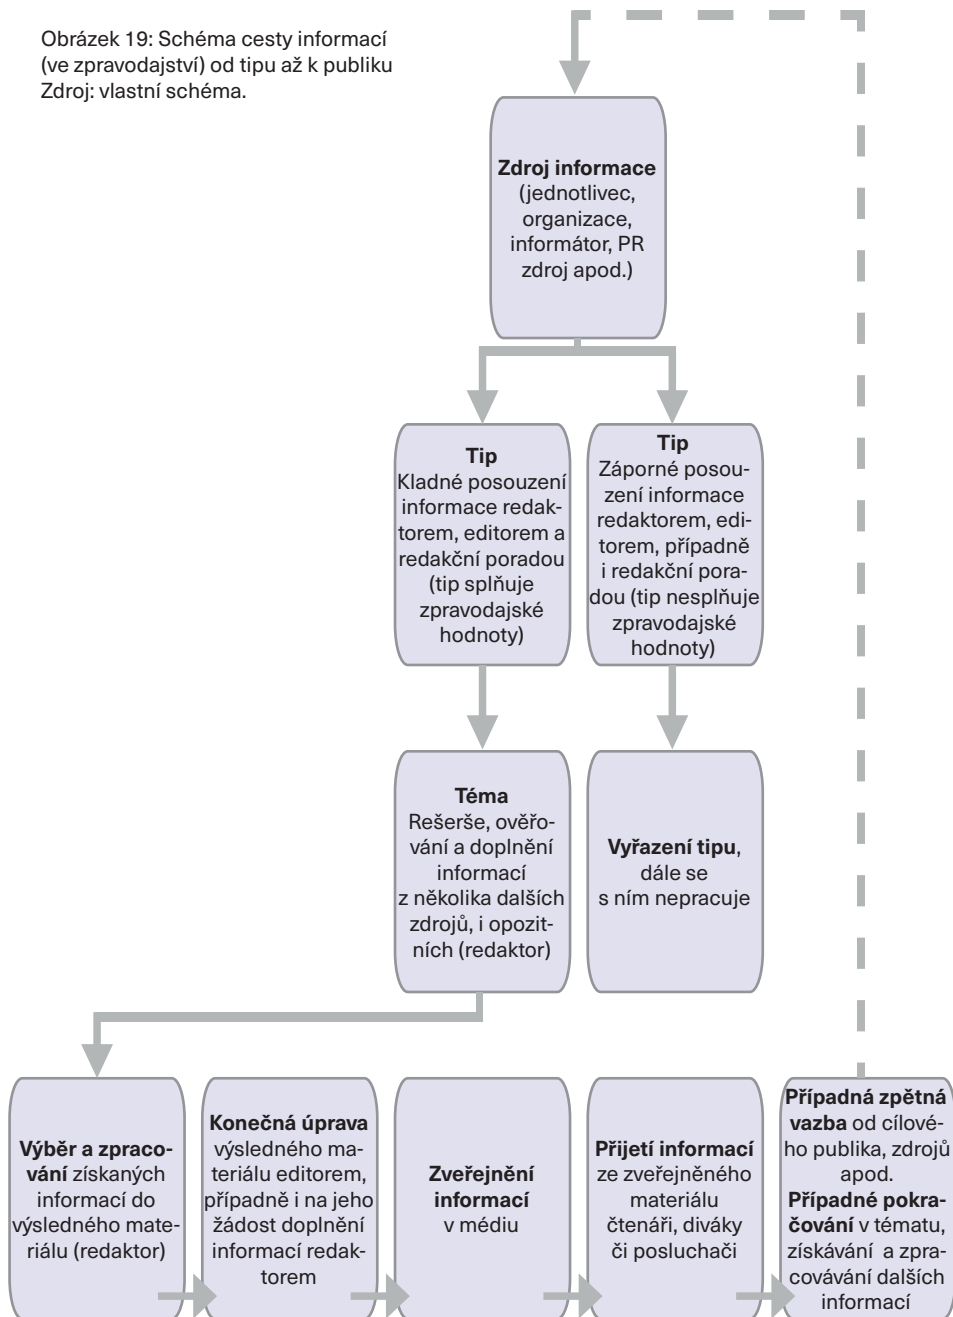 Obrázek 19: Schéma cesty informací
(ve zpravodajství) od tipu až k publiku
Zdroj: vlastní schéma.
Zdroj informace
(jednotlivec,
organizace,
informátor, PR
zdroj apod.)
Tip
Kladné posouzení
informace redak-
torem, editorem a
redakční poradou
(tip splňuje
zpravodajské
hodnoty)
Tip
Záporné posou-
zení informace
redaktorem, edi-
torem, případně
i redakční pora-
dou (tip nesplňuje
zpravodajské
hodnoty)
Téma
Rešerše, ověřo-
vání a doplnění
informací
z několika dalších
zdrojů, i opozit-
ních (redaktor)
Vyřazení tipu,
dále se
s ním nepracuje
Výběr a zpraco-
vání získaných
informací do
výsledného mate-
riálu (redaktor)
Konečná úprava
výsledného ma-
teriálu editorem,
případně i na jeho
žádost doplnění
informací redak-
torem
Zveřejnění
informací
v médiu
Přijetí informací
ze zveřejněného
materiálu
čtenáři, diváky
či posluchači
Případná zpětná
vazba od cílové-
ho publika, zdrojů
apod.
Případné pokra-
čování v tématu,
získávání a zpra-
covávání dalších
informací